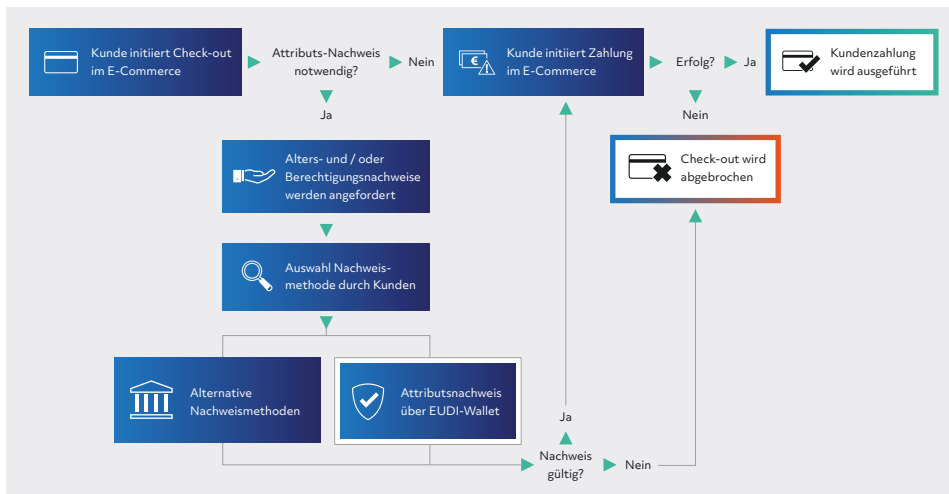 Kunde initiiert Check-out
im E-Commerce
Attributs-Nachweis
notwendig?
Nein
Kunde initiiert Zahlung
im E-Commerce
Erfolg?
Ja
Kundenzahlung
wird ausgeführt
Ja
Nein
Alters- und / oder
Berechtigungsnachweise
werden angefordert
Check-out wird
abgebrochen
Auswahl Nachweis-
methode durch Kunden
Alternative
Nachweismethoden
Attributsnachweis
über EUDI-Wallet
Ja
Nachweis
gültig?
Nein